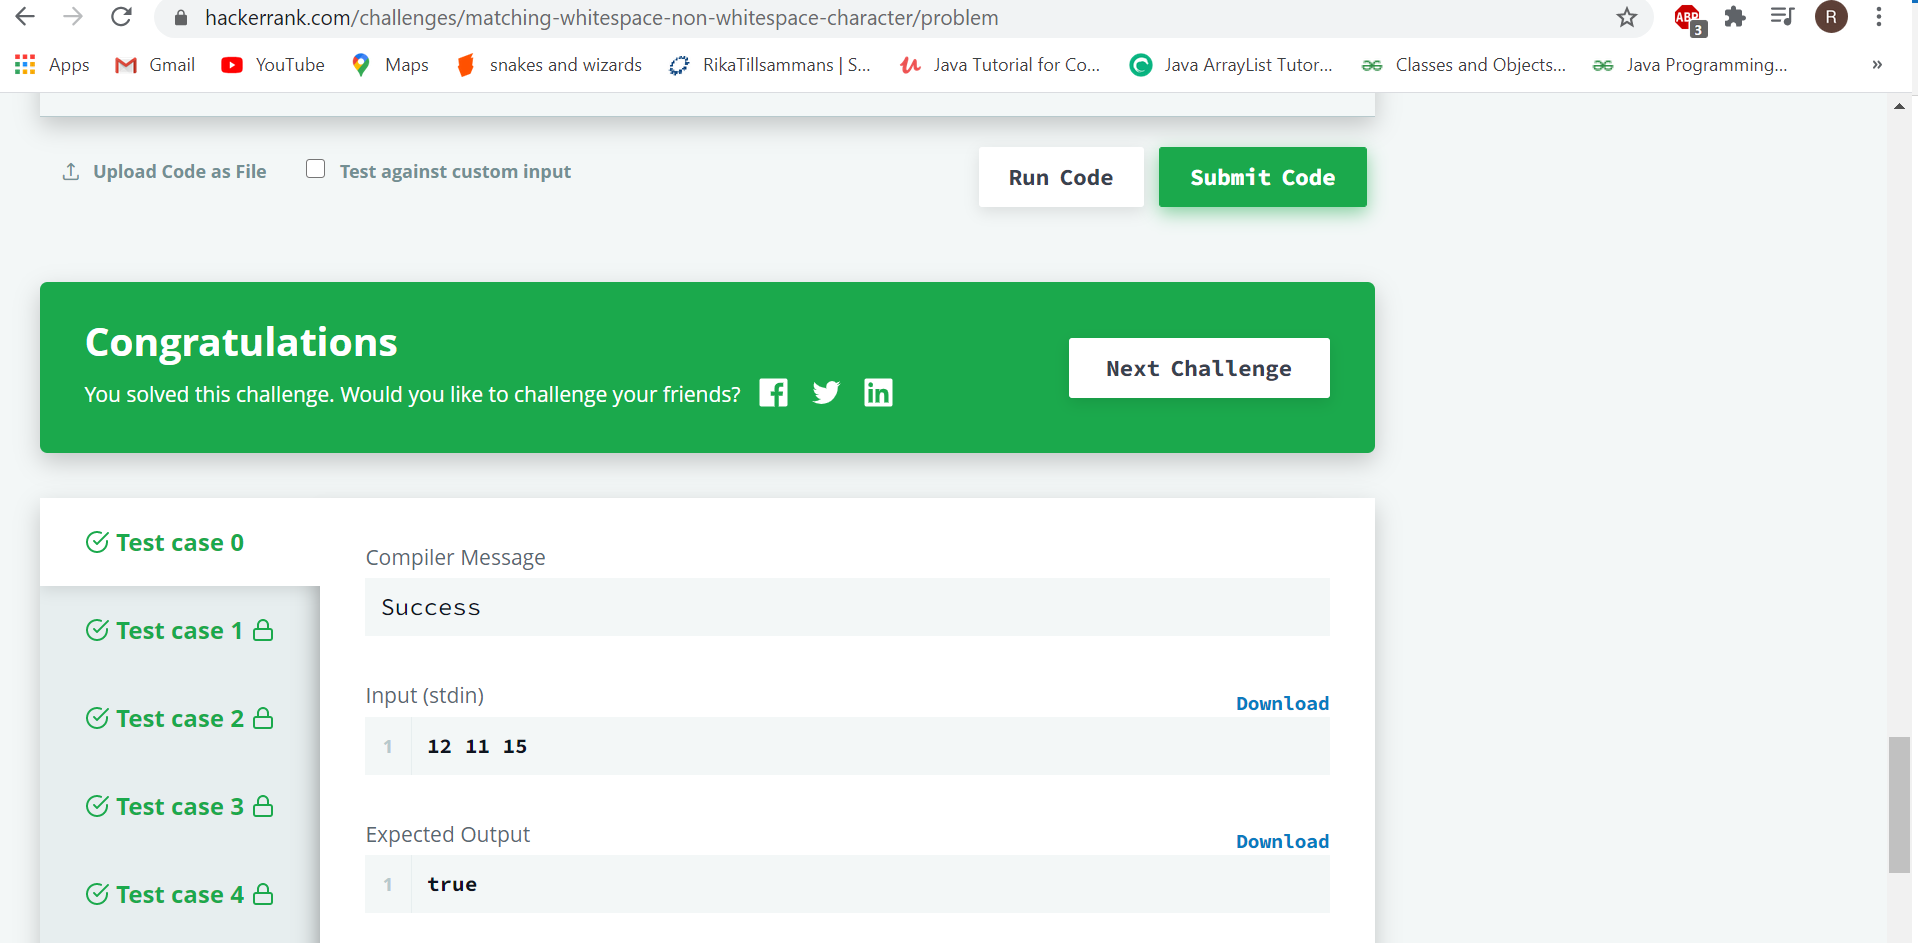 hackerrank.com/challenges/matching-whitespace-non-whitespace-character/problem
ABP 3 R
Apps Gmail YouTube Maps snakes and wizards RikaTillsammans | S... Java Tutorial for Co... Java ArrayList Tutor... Classes and Objects... Java Programming... »
Upload Code as File Test against custom input Run Code Submit Code
Congratulations
You solved this challenge. Would you like to challenge your friends?
Next Challenge
Test case 0
Test case 1
Test case 2
Test case 3
Test case 4
Compiler Message
Success
Input (stdin) Download
1 12 11 15
Expected Output Download
1 true